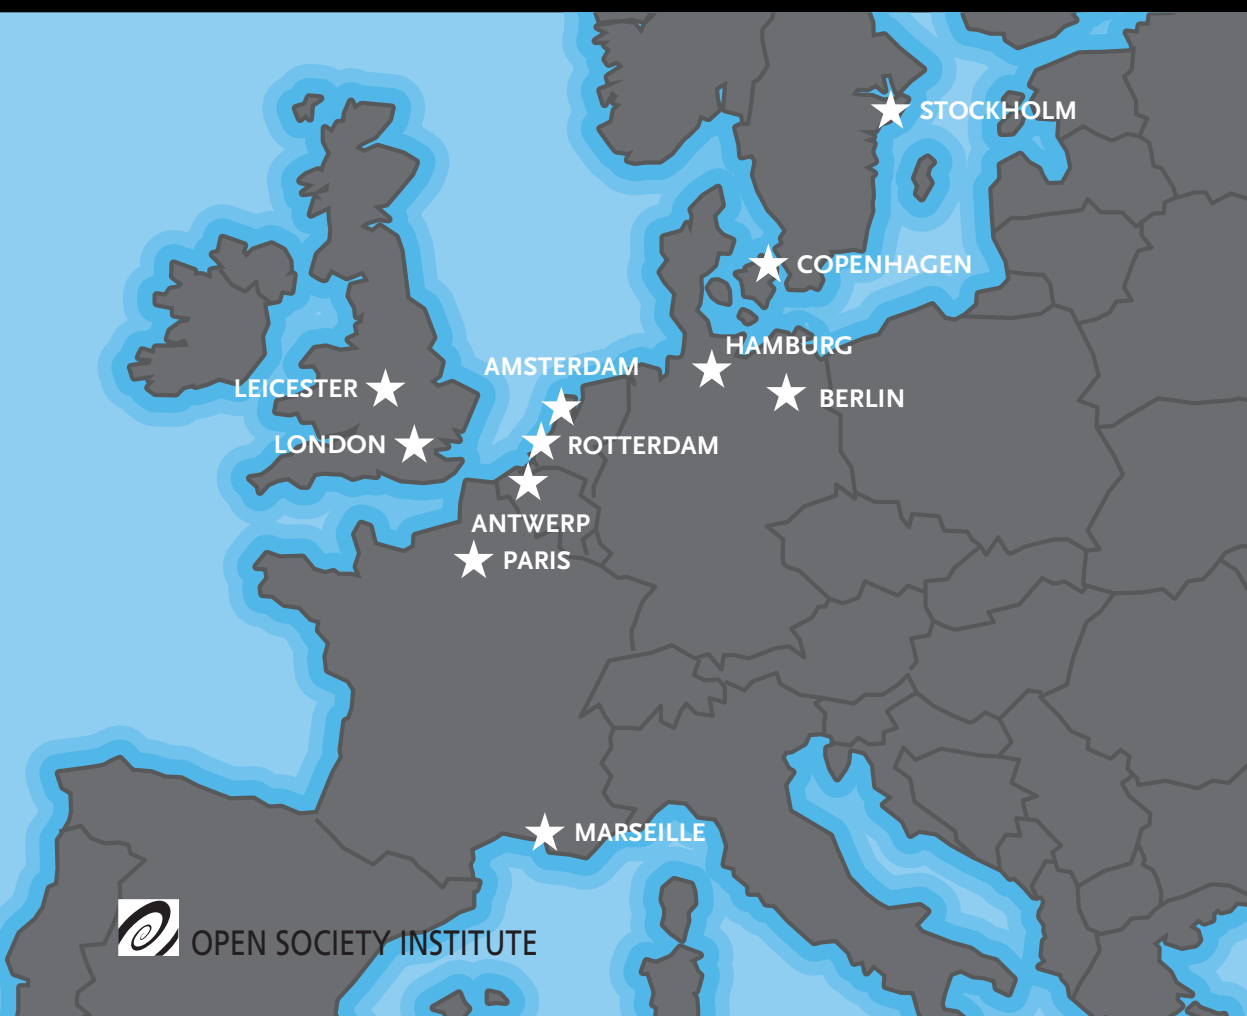 STOCKHOLM
COPENHAGEN
HAMBURG
AMSTERDAM
LEICESTER
BERLIN
LONDON
ROTTERDAM
ANTWERP
PARIS
MARSEILLE
OPEN SOCIETY INSTITUTE